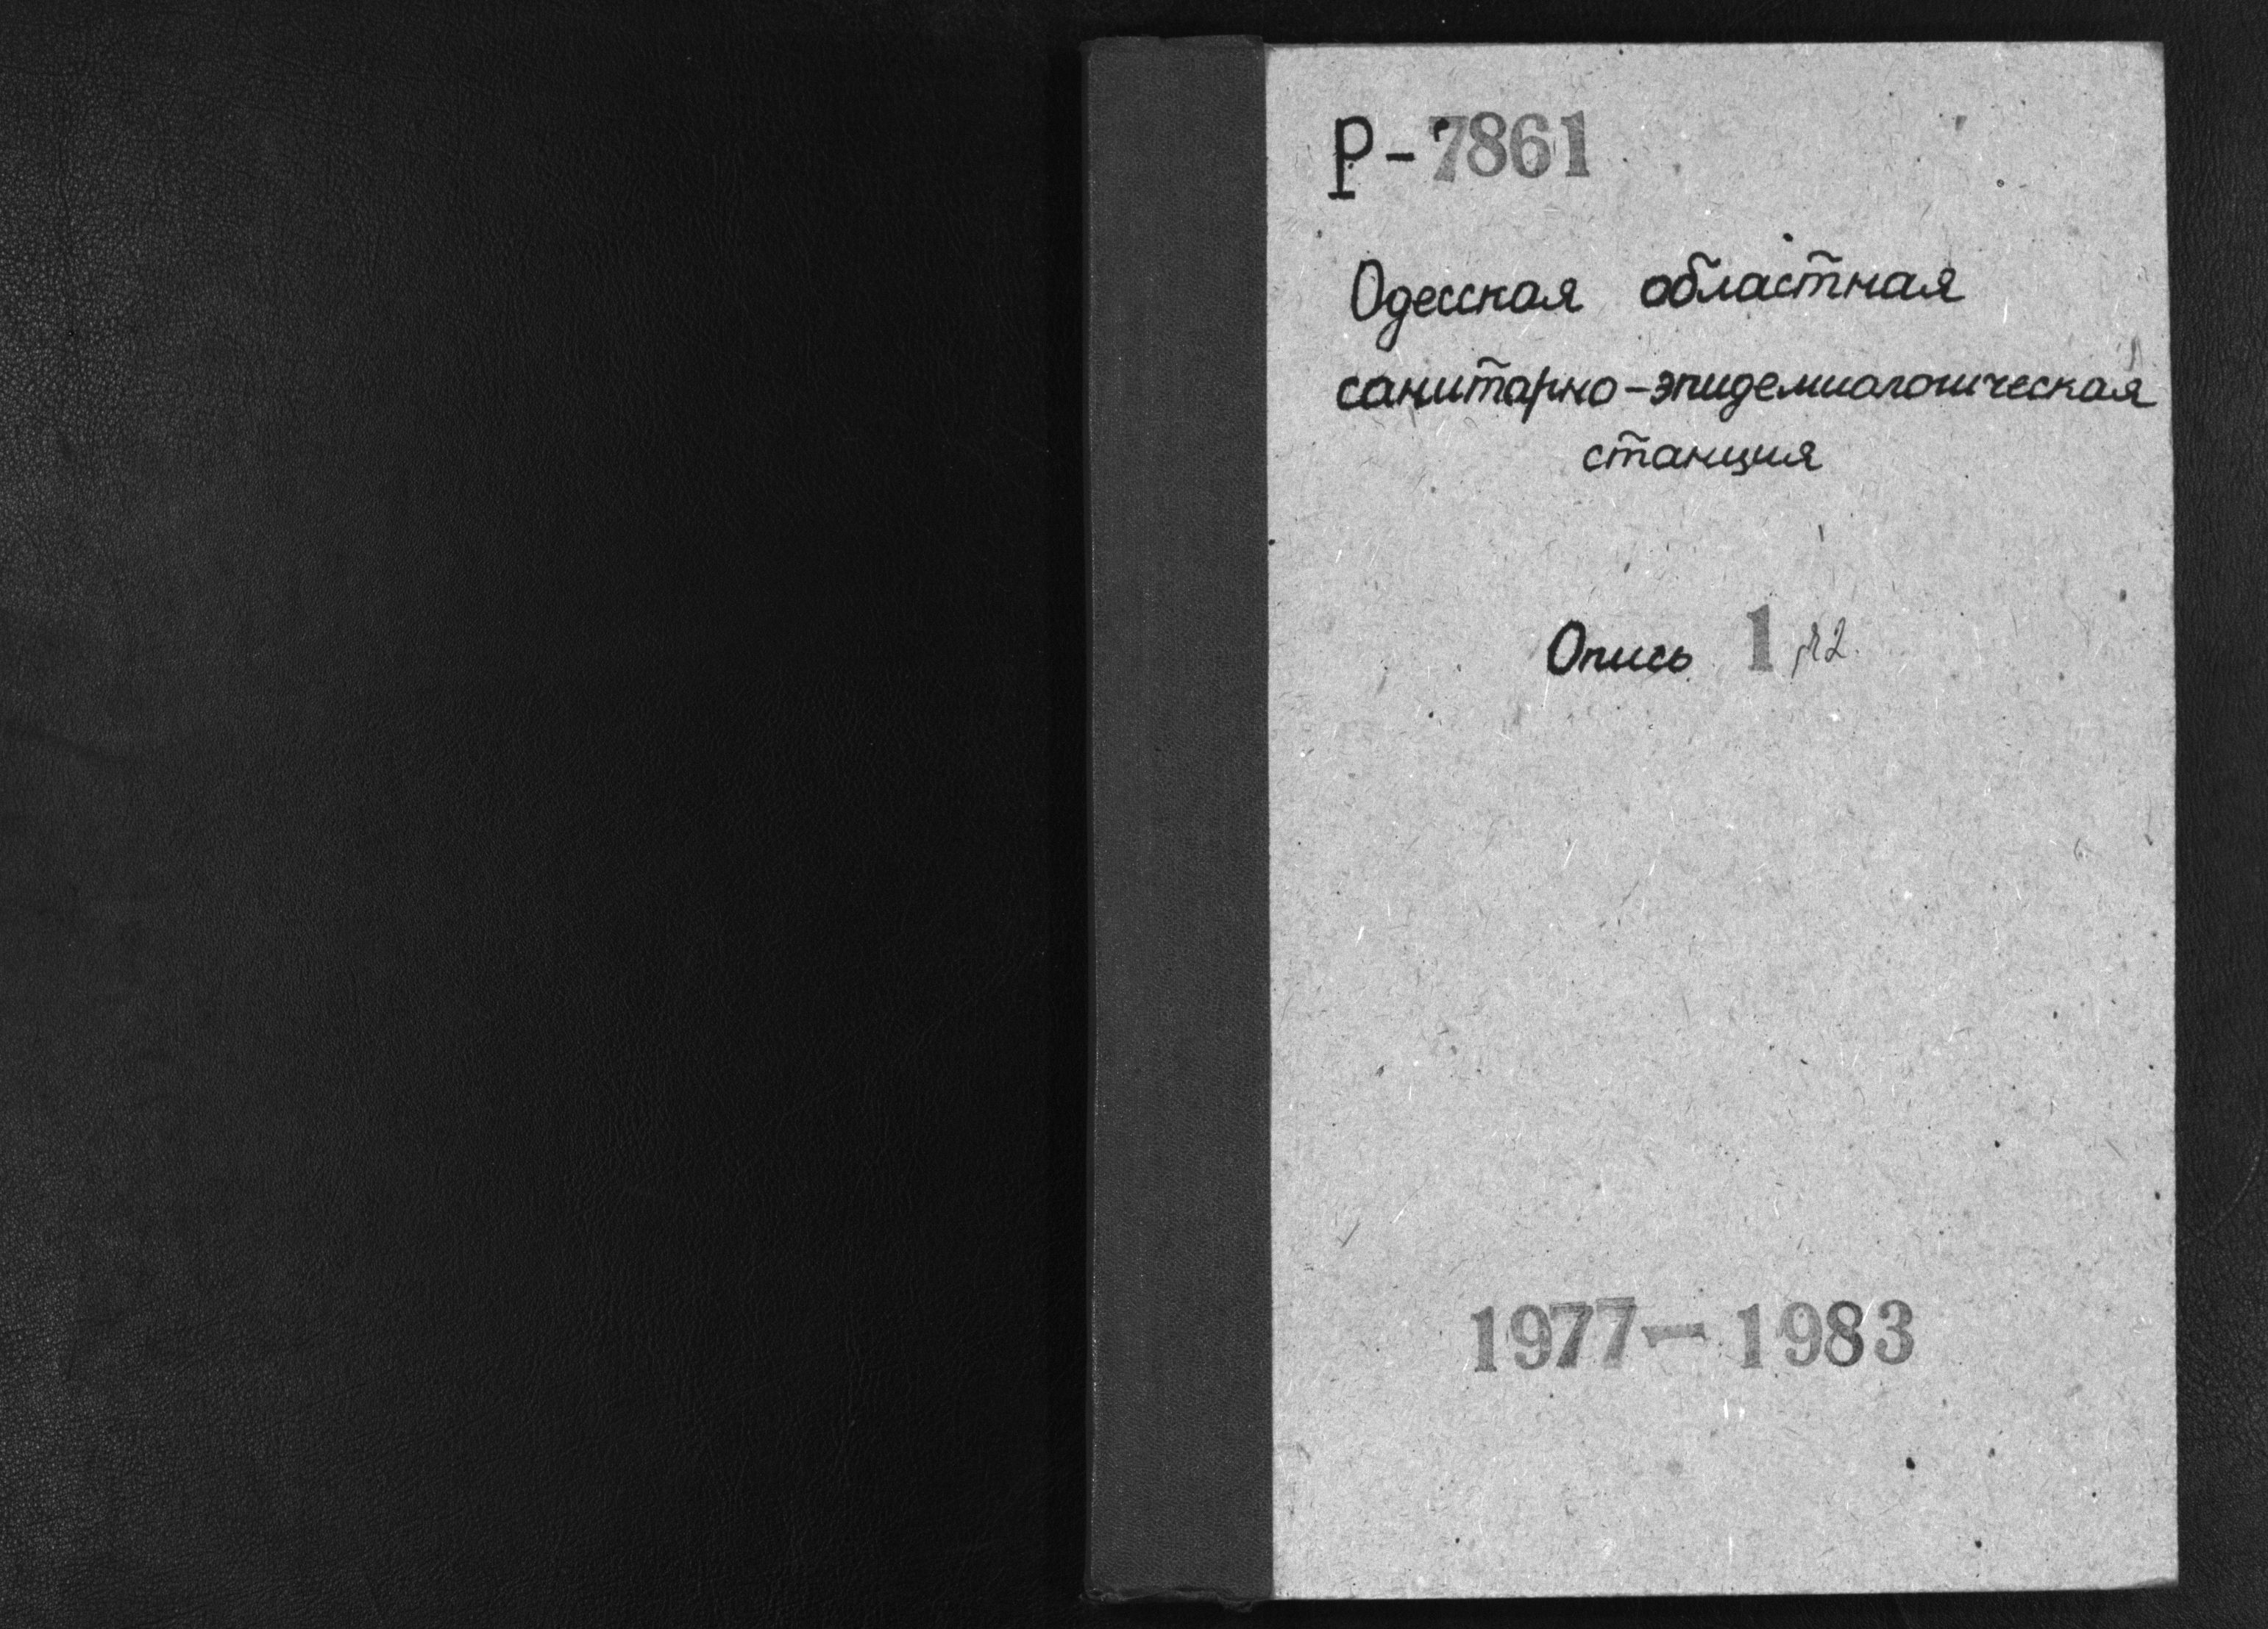 Р-7861
Одесская областная
санитарно-эпидемиологическая
станция
Опись 1
1977-1983